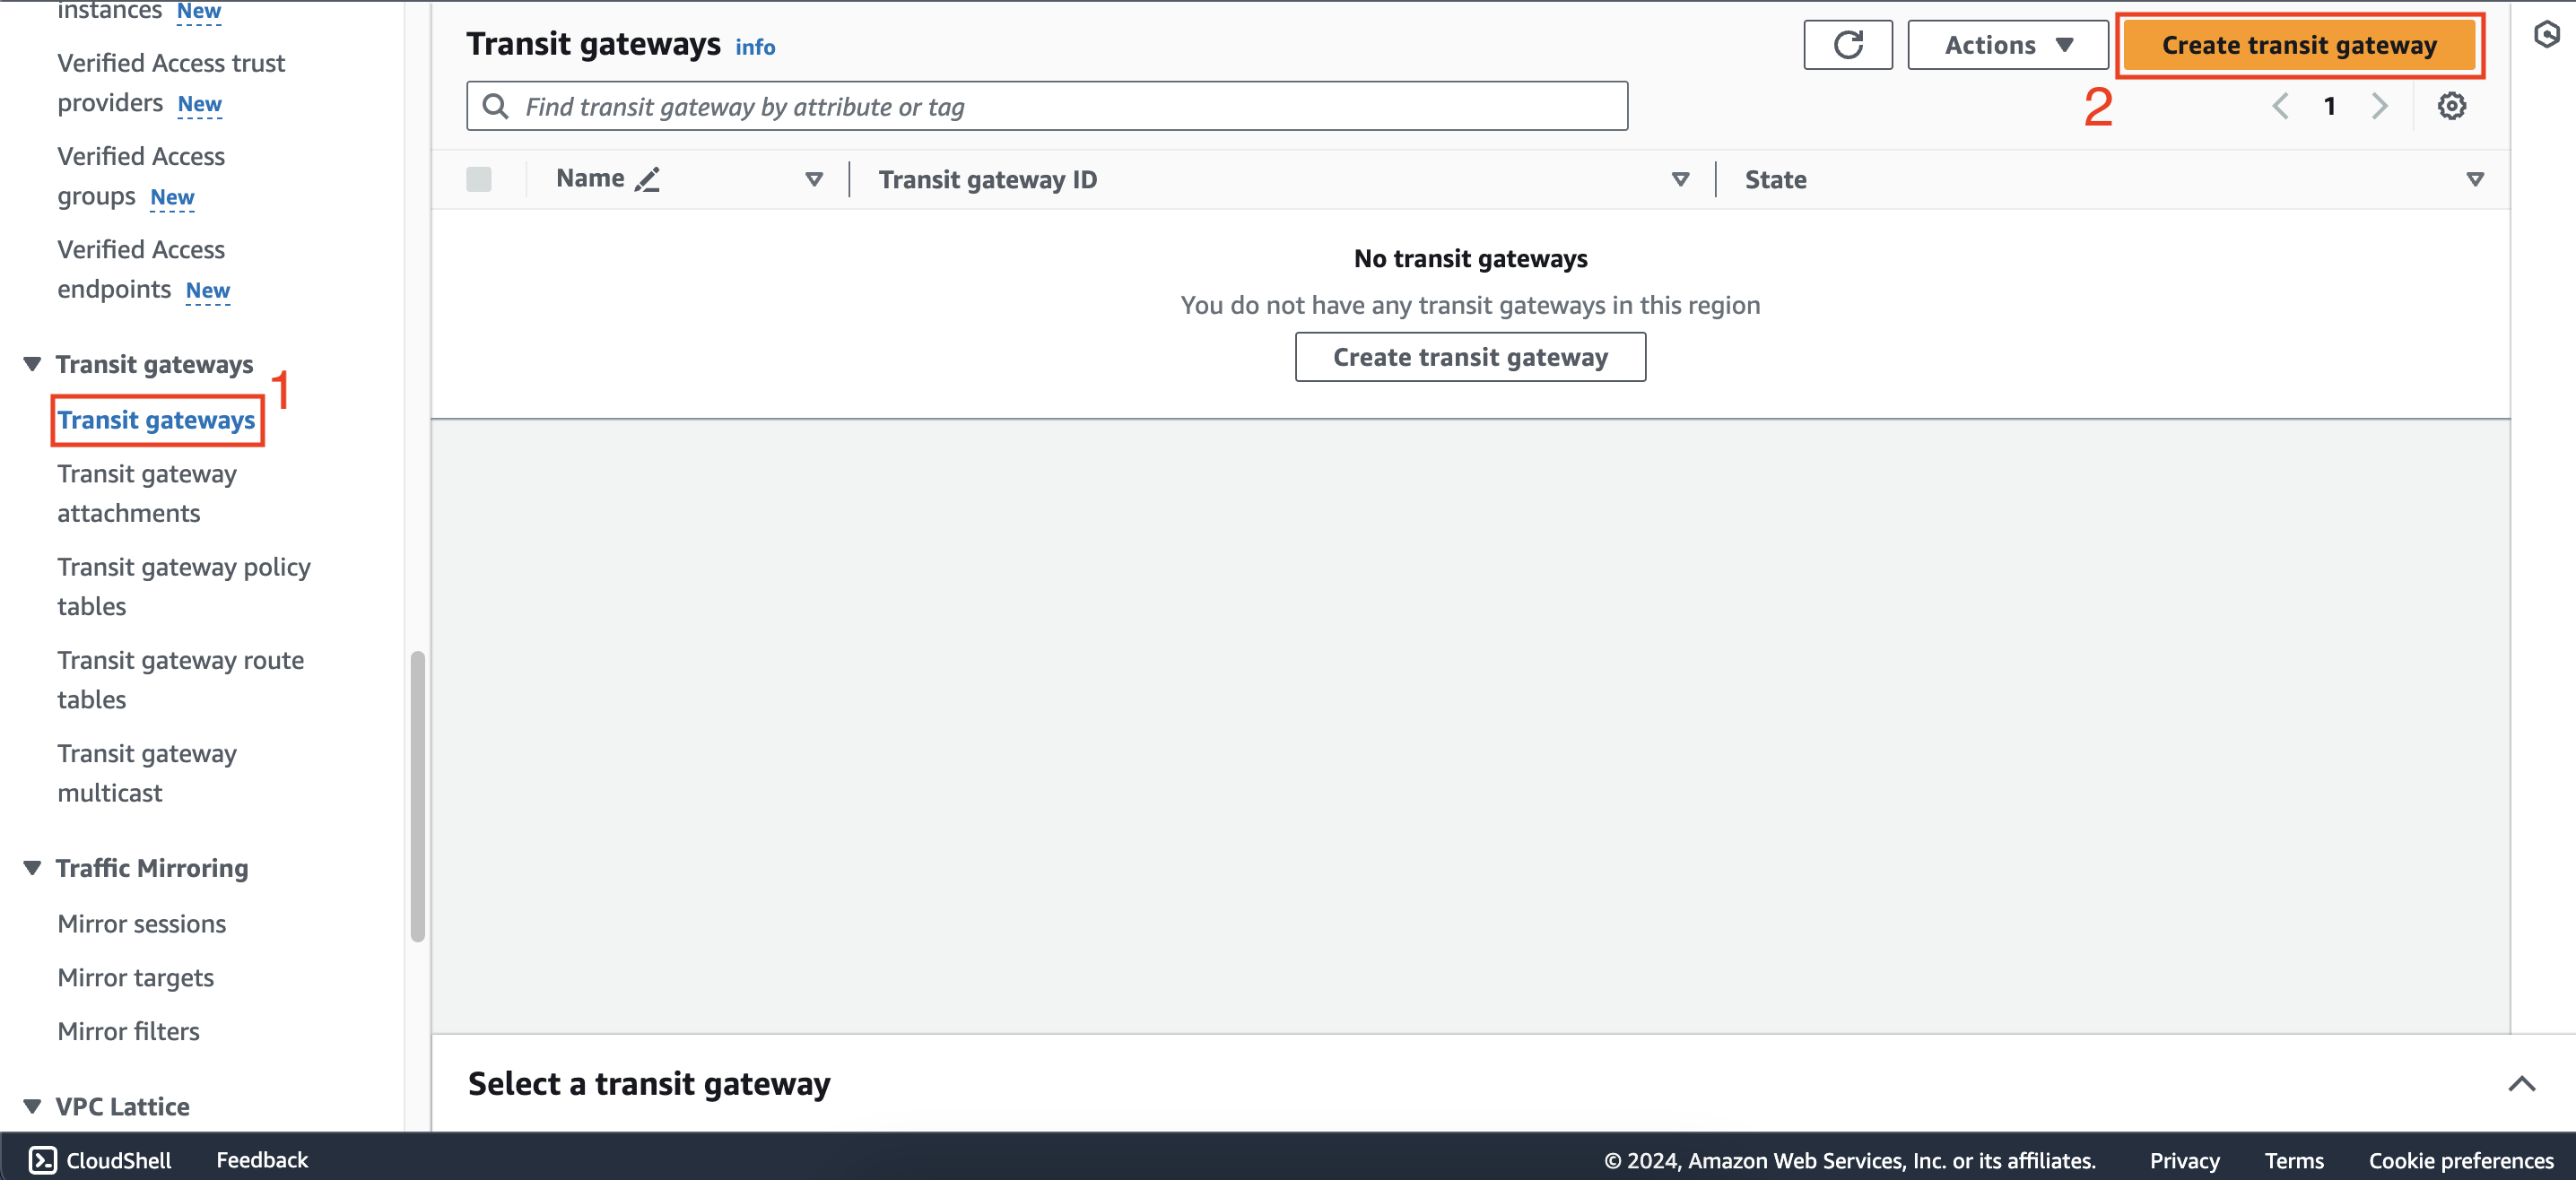 instances New
Verified Access trust
providers New
Verified Access
groups New
Verified Access
endpoints New
Transit gateways
1
Transit gateways
Transit gateway
attachments
Transit gateway policy
tables
Transit gateway route
tables
Transit gateway
multicast
Traffic Mirroring
Mirror sessions
Mirror targets
Mirror filters
VPC Lattice
Transit gateways info
Actions
Create transit gateway
Find transit gateway by attribute or tag
2
1
Name
Transit gateway ID
State
No transit gateways
You do not have any transit gateways in this region
Create transit gateway
Select a transit gateway
CloudShell
Feedback
© 2024, Amazon Web Services, Inc. or its affiliates.
Privacy
Terms
Cookie preferences